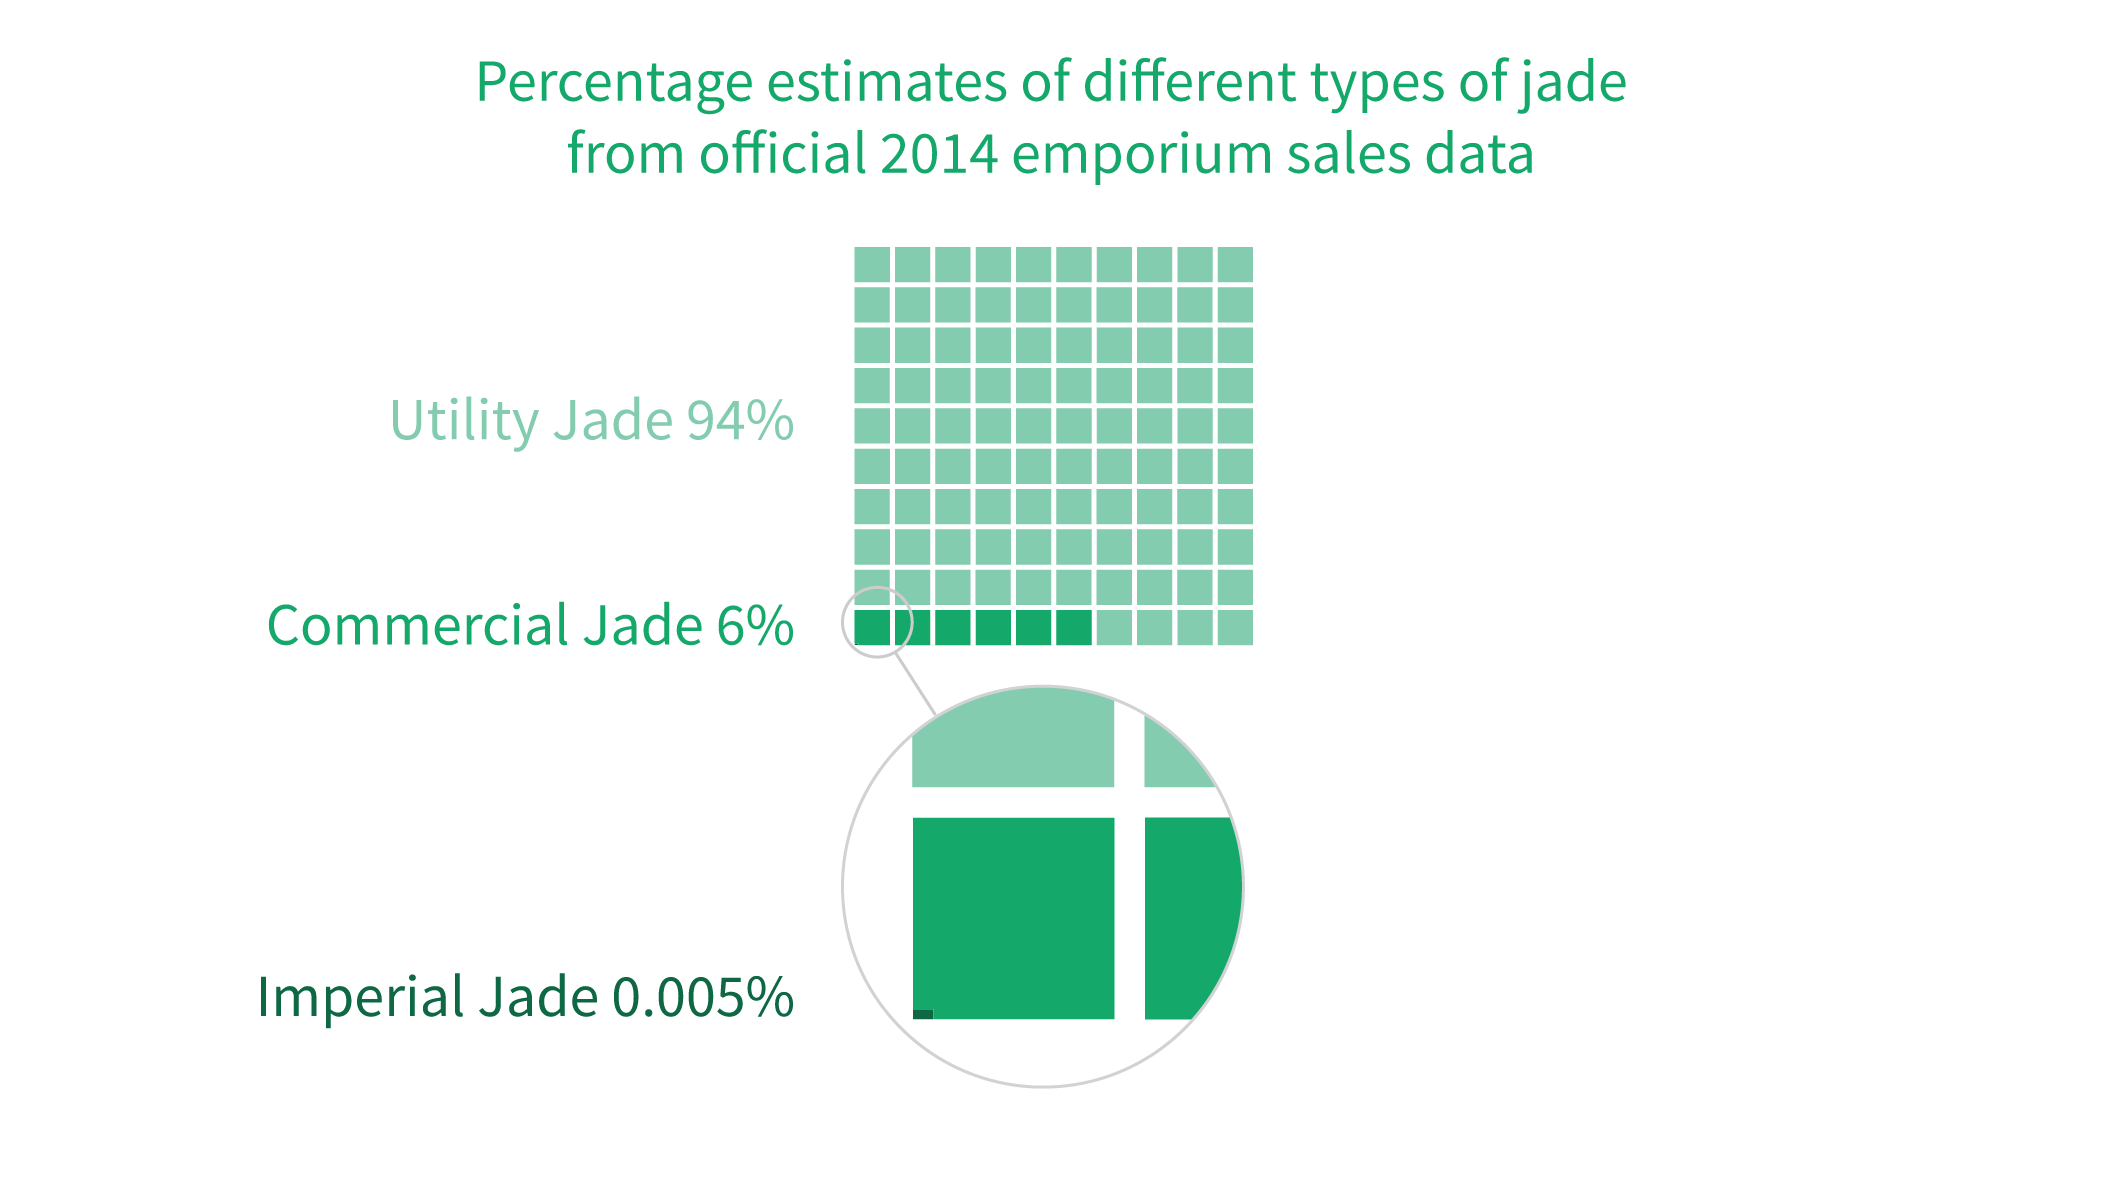 Percentage estimates of different types of jade
from official 2014 emporium sales data
Utility Jade 94%
Commercial Jade 6%
Imperial Jade 0.005%